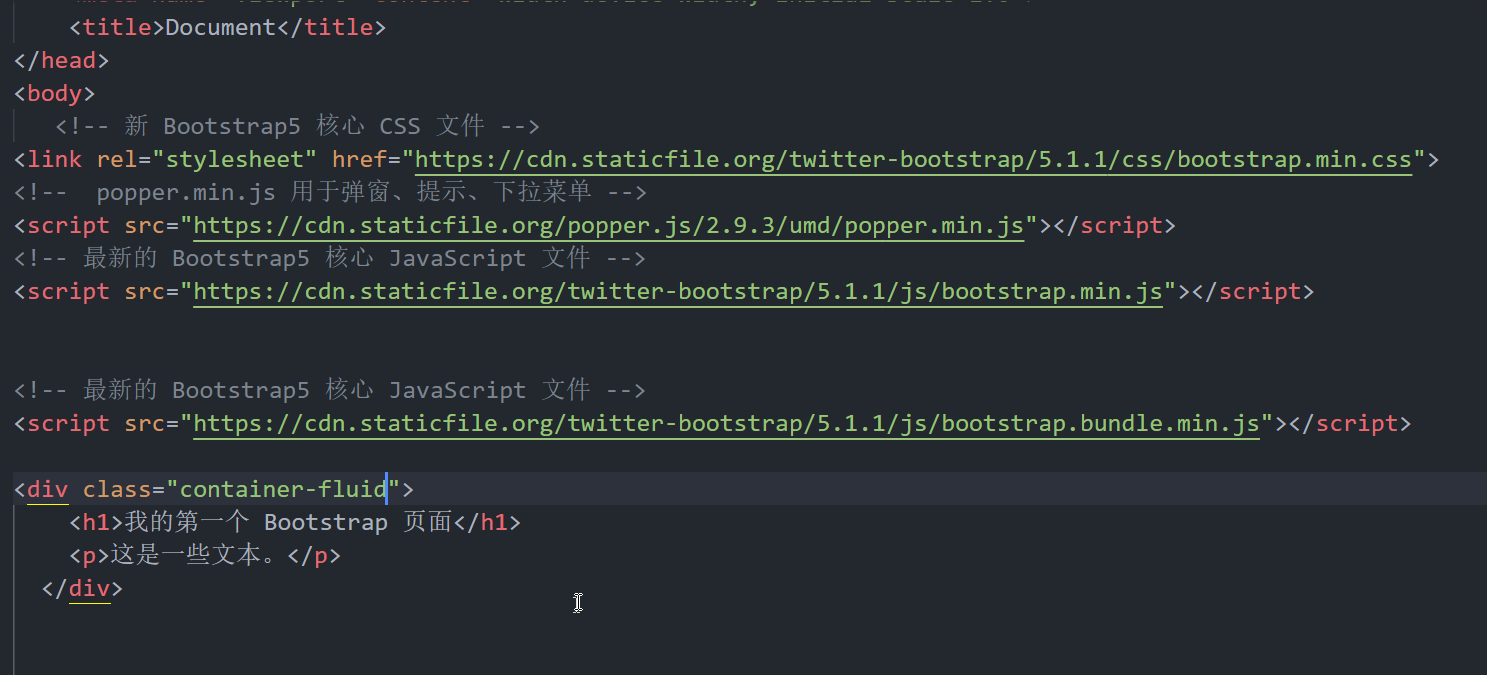 <title>Document</title>
</head>
<body>
<!-- 新 Bootstrap5 核心 CSS 文件 -->
<link rel="stylesheet" href="https://cdn.staticfile.org/twitter-bootstrap/5.1.1/css/bootstrap.min.css">
<!--  popper.min.js 用于弹窗、提示、下拉菜单 -->
<script src="https://cdn.staticfile.org/popper.js/2.9.3/umd/popper.min.js"></script>
<!-- 最新的 Bootstrap5 核心 JavaScript 文件 -->
<script src="https://cdn.staticfile.org/twitter-bootstrap/5.1.1/js/bootstrap.min.js"></script>
<!-- 最新的 Bootstrap5 核心 JavaScript 文件 -->
<script src="https://cdn.staticfile.org/twitter-bootstrap/5.1.1/js/bootstrap.bundle.min.js"></script>
<div class="container-fluid">
<h1>我的第一个 Bootstrap 页面</h1>
<p>这是一些文本。</p>
</div>